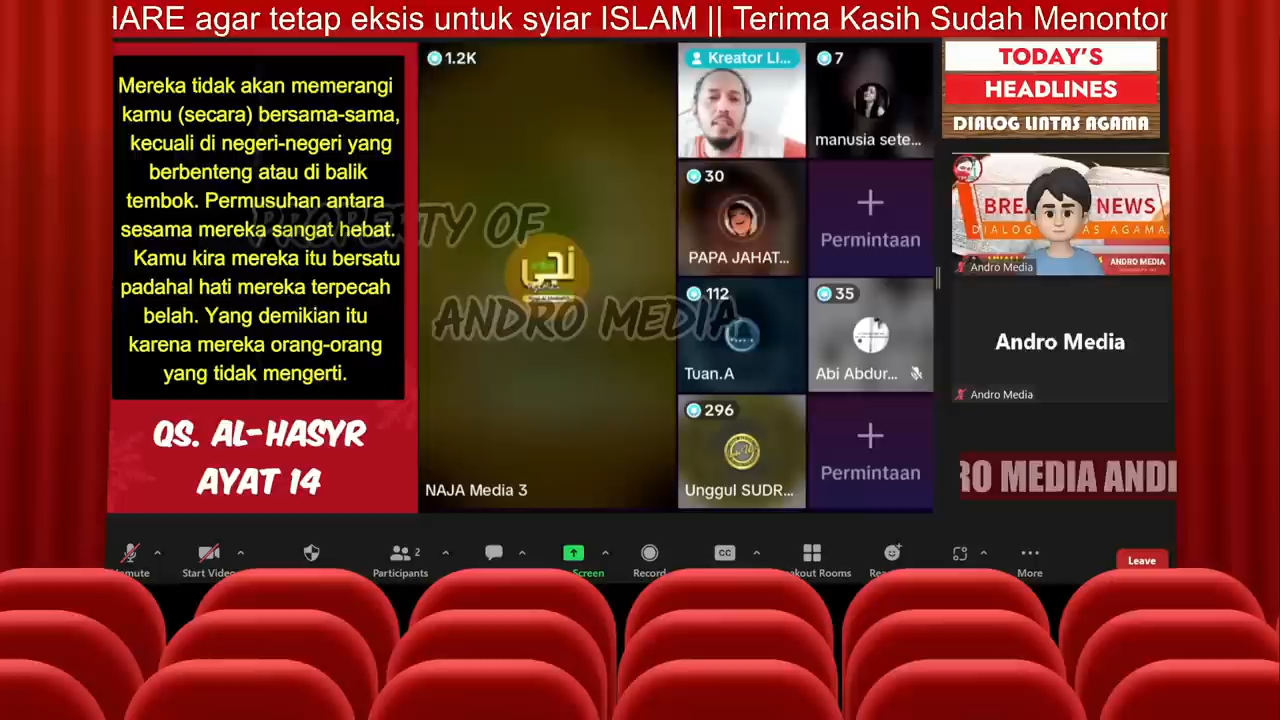 HARE agar tetap eksis untuk syiar ISLAM || Terima Kasih Sudah Menonton
Mereka tidak akan memerangi
kamu (secara) bersama-sama,
kecuali di negeri-negeri yang
berbenteng atau di balik
tembok. Permusuhan antara
sesama mereka sangat hebat.
Kamu kira mereka itu bersatu
padahal hati mereka terpecah
belah. Yang demikian itu
karena mereka orang-orang
yang tidak mengerti.
QS. AL-HASYR
AYAT 14
1.2K
PROPERTY OF
ANDRO MEDIA
NAJA Media 3
Kreator LI...
7
manusia sete...
30
PAPA JAHAT...
Permintaan
112
Tuan.A
35
Abi Abdur...
296
Unggul SUDR...
Permintaan
TODAY'S
HEADLINES
DIALOG LINTAS AGAMA
NEWS
ANDRO MEDIA
Andro Media
Andro Media
Andro Media
RO MEDIA ANDI
Start Video
Participants
2
Screen
Record
CC
More
Leave